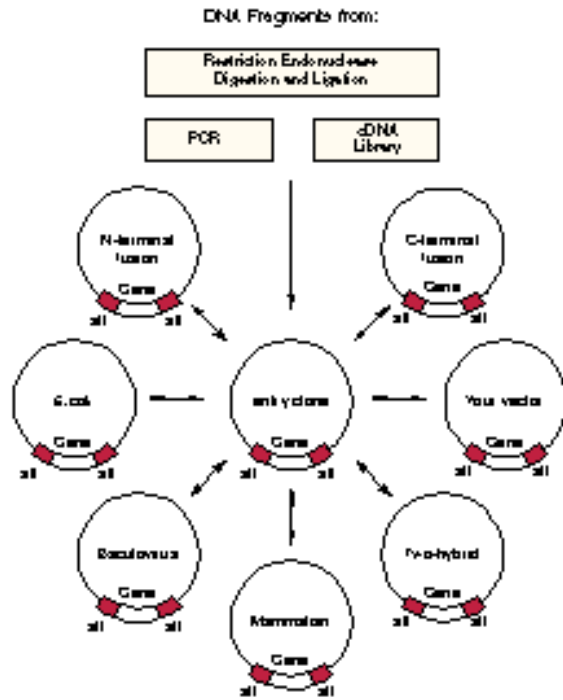 DNA Fragments from:
Restriction Endonuclease
Digestion and Ligation
PCR
cDNA
Library
N-terminal
fusion
Gene
C-terminal
fusion
Gene
E.coli
Gene
entry clone
Gene
Your vector
Gene
Baculovirus
Gene
Mammalian
Gene
Two-hybrid
Gene